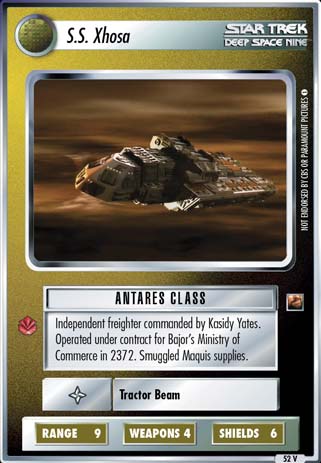 S.S. Xhosa
STAR TREK
DEEP SPACE NINE
NOT ENDORSED BY CBS OR PARAMOUNT PICTURES
ANTARES CLASS
Independent freighter commanded by Kasidy Yates.
Operated under contract for Bajor's Ministry of
Commerce in 2372. Smuggled Maquis supplies.
Tractor Beam
RANGE 9 WEAPONS 4 SHIELDS 6
52 V